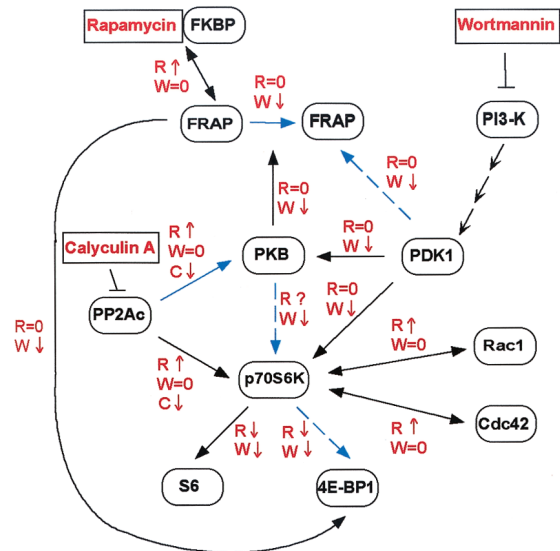 Rapamycin FKBP
Wortmannin
R ↑
W=0
R=0
W ↓
FRAP
FRAP
PI3-K
R=0
W ↓
R=0
W ↓
R ↑
W=0
C ↓
R=0
W ↓
Calyculin A
PKB
PDK1
R ?
W ↓
R=0
W ↓
PP2Ac
R=0
W ↓
R ↑
W=0
Rac1
R ↑
W=0
C ↓
p70S6K
Cdc42
R ↓
W ↓
R ↓
W ↓
R ↑
W=0
S6
4E-BP1